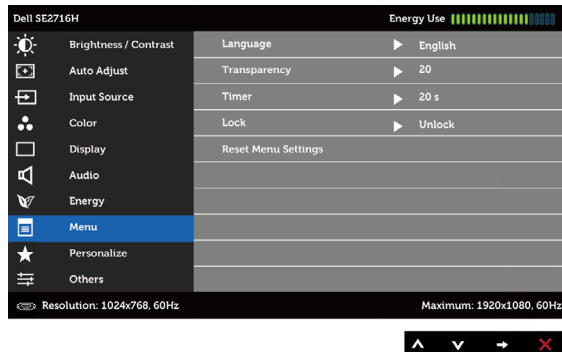 Dell SE2716H Energy Use
Brightness / Contrast Language English
Auto Adjust Transparency 20
Input Source Timer 20 s
Color Lock Unlock
Display Reset Menu Settings
Audio
Energy
Menu
Personalize
Others
Resolution: 1024x768, 60Hz Maximum: 1920x1080, 60Hz